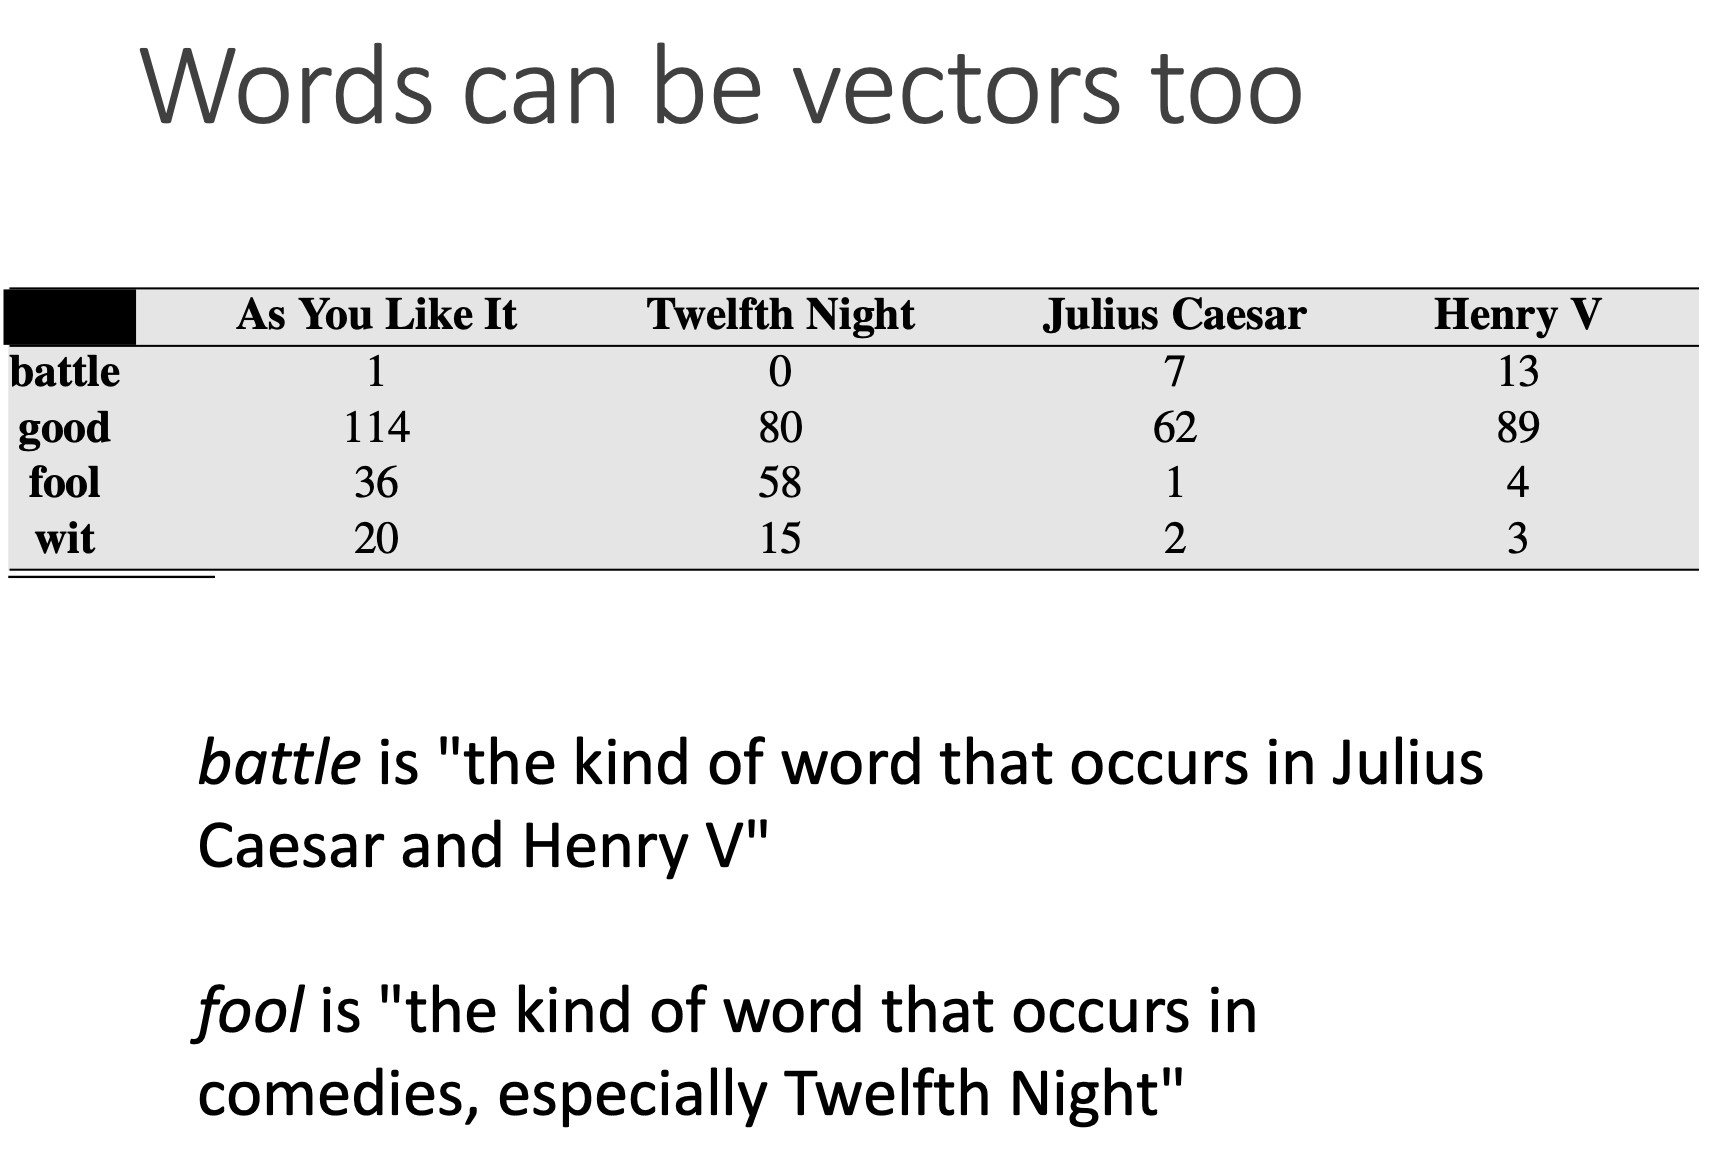 Words can be vectors too
As You Like It Twelfth Night Julius Caesar Henry V
battle 1 0 7 13
good 114 80 62 89
fool 36 58 1 4
wit 20 15 2 3
battle is "the kind of word that occurs in Julius
Caesar and Henry V"
fool is "the kind of word that occurs in
comedies, especially Twelfth Night"